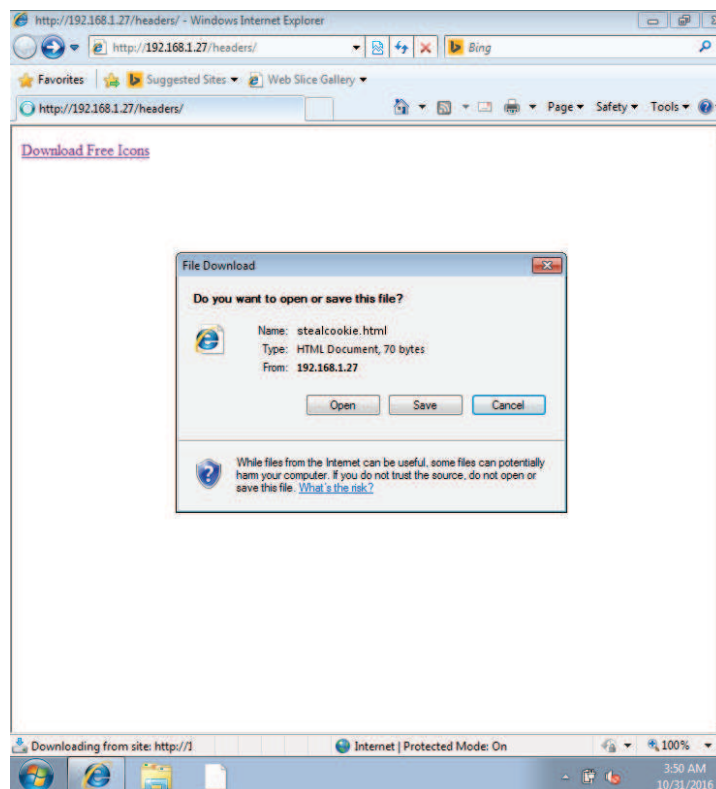 http://192.168.1.27/headers/ - Windows Internet Explorer
http://192.168.1.27/headers/
Bing
Favorites Suggested Sites Web Slice Gallery
http://192.168.1.27/headers/ Page Safety Tools
Download Free Icons
File Download
Do you want to open or save this file?
Name: stealcookie.html
Type: HTML Document, 70 bytes
From: 192.168.1.27
Open Save Cancel
While files from the Internet can be useful, some files can potentially
harm your computer. If you do not trust the source, do not open or
save this file. What's the risk?
Downloading from site: http://1 Internet | Protected Mode: On 100%
3:50 AM
10/31/2016